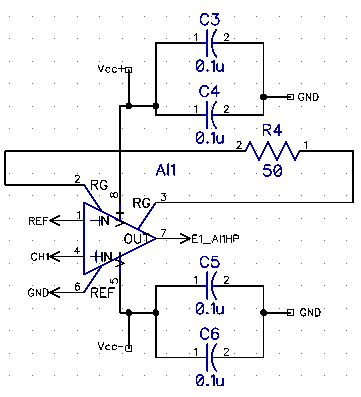 C3
1 2
0.1u
Vcc+
C4
1 2
0.1u
GND
R4
2 1
50
AI1
2 RG
8
RG 3
REF 1 -IN
OUT 7 E1_AI1HP
CH1 4 +IN
GND 6 REF
5
C5
1 2
0.1u
GND
C6
1 2
0.1u
Vcc-